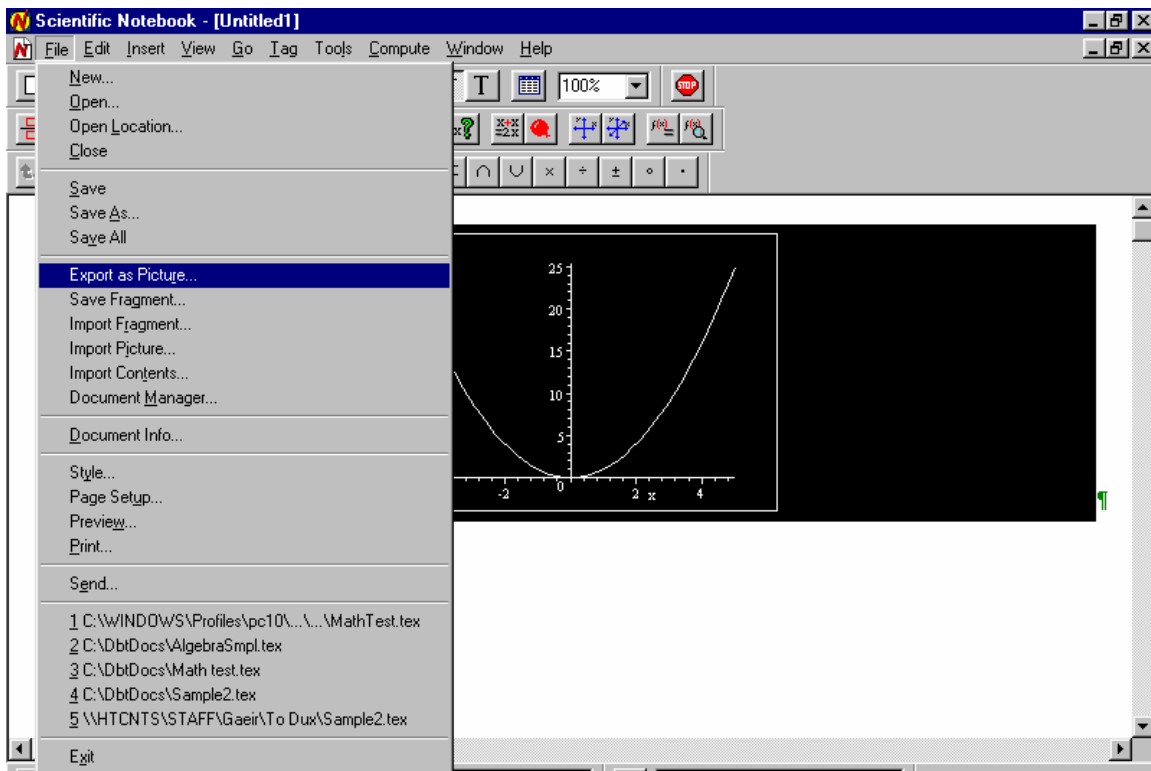 Scientific Notebook - [Untitled1]
File Edit Insert View Go Tag Tools Compute Window Help
New...
Open...
Open Location...
Close
Save
Save As...
Save All
Export as Picture...
Save Fragment...
Import Fragment...
Import Picture...
Import Contents...
Document Manager...
Document Info...
Style...
Page Setup...
Preview...
Print...
Send...
1 C:\WINDOWS\Profiles\pc10\...\...\MathTest.tex
2 C:\DbtDocs\AlgebraSmpl.tex
3 C:\DbtDocs\Math test.tex
4 C:\DbtDocs\Sample2.tex
5 \\HTCNTS\STAFF\Gaeir\To Dux\Sample2.tex
Exit
T 100% STOP
x? x+x =2x f(x)= f(x)
∩ ∪ × ÷ ± ∘ ·
25
20
15
10
5
-2 0 2 x 4
¶